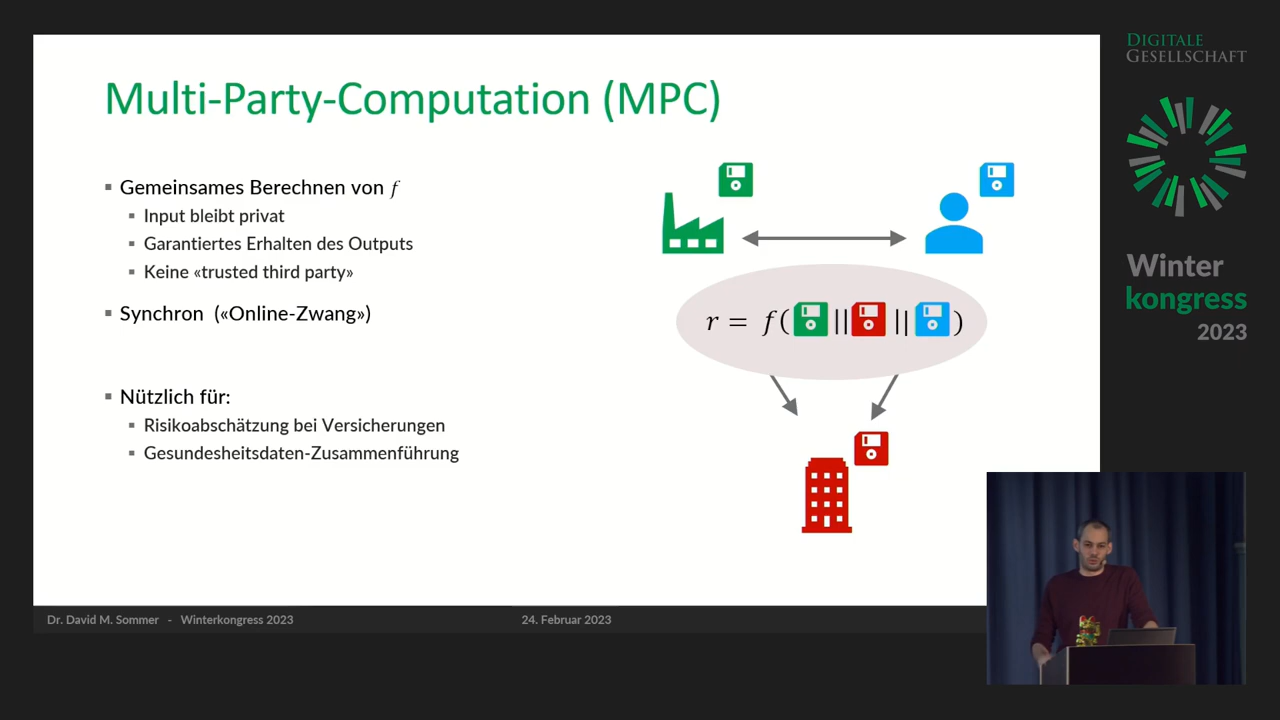 Multi-Party-Computation (MPC)
Gemeinsames Berechnen von f
Input bleibt privat
Garantiertes Erhalten des Outputs
Keine «trusted third party»
Synchron («Online-Zwang»)
Nützlich für:
Risikoabschätzung bei Versicherungen
Gesundesheitsdaten-Zusammenführung
r = f( || || )
Dr. David M. Sommer - Winterkongress 2023
24. Februar 2023
DIGITALE
GESELLSCHAFT
Winter
kongress
2023